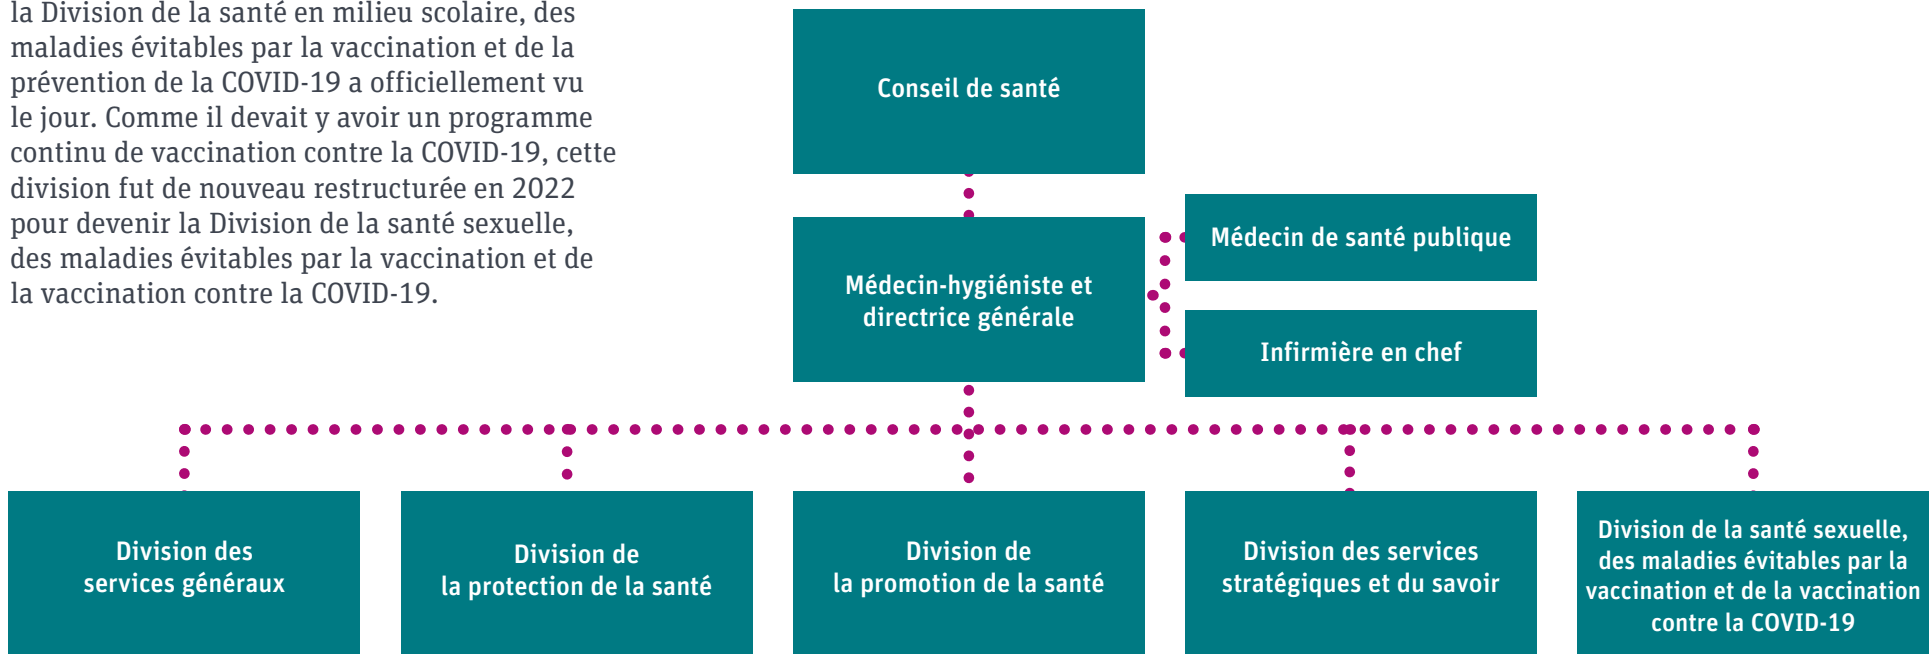 la Division de la santé en milieu scolaire, des
maladies évitables par la vaccination et de la
prévention de la COVID-19 a officiellement vu
le jour. Comme il devait y avoir un programme
continu de vaccination contre la COVID-19, cette
division fut de nouveau restructurée en 2022
pour devenir la Division de la santé sexuelle,
des maladies évitables par la vaccination et de
la vaccination contre la COVID-19.
Conseil de santé
Médecin-hygiéniste et
directrice générale
Médecin de santé publique
Infirmière en chef
Division des
services généraux
Division de
la protection de la santé
Division de
la promotion de la santé
Division des services
stratégiques et du savoir
Division de la santé sexuelle,
des maladies évitables par la
vaccination et de la vaccination
contre la COVID-19